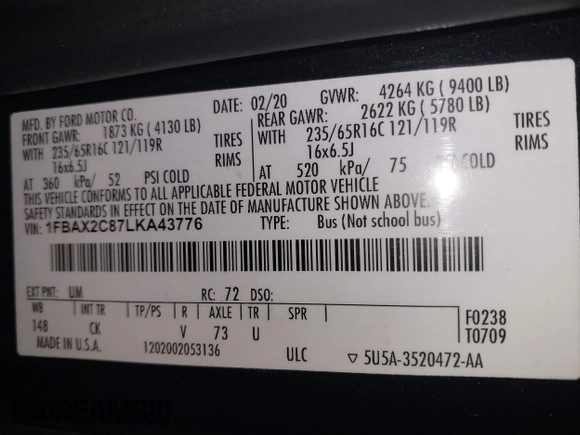 MFD. BY FORD MOTOR CO. DATE: 02/20 GVWR: 4264 KG ( 9400 LB)
FRONT GAWR: 1873 KG ( 4130 LB) REAR GAWR: 2622 KG ( 5780 LB)
WITH 235/65R16C 121/119R TIRES WITH 235/65R16C 121/119R TIRES
16x6.5J RIMS 16x6.5J RIMS
AT 360 kPa/ 52 PSI COLD AT 520 kPa/ 75 PSI COLD
THIS VEHICLE CONFORMS TO ALL APPLICABLE FEDERAL MOTOR VEHICLE
SAFETY STANDARDS IN EFFECT ON THE DATE OF MANUFACTURE SHOWN ABOVE.
VIN: 1FBAX2C87LKA43776 TYPE: Bus (Not school bus)
EXT PNT: UM RC: 72 DSO:
WB INT TR TP/PS R AXLE TR SPR F0238
148 CK V 73 U T0709
MADE IN U.S.A. 1202002053136 ULC ▽ 5U5A-3520472-AA